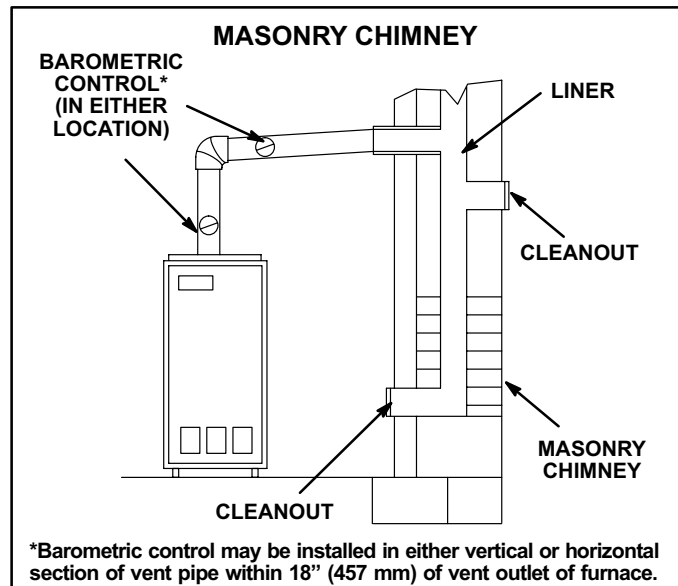 MASONRY CHIMNEY
BAROMETRIC
CONTROL*
(IN EITHER
LOCATION)
LINER
CLEANOUT
MASONRY
CHIMNEY
CLEANOUT
*Barometric control may be installed in either vertical or horizontal
section of vent pipe within 18” (457 mm) of vent outlet of furnace.